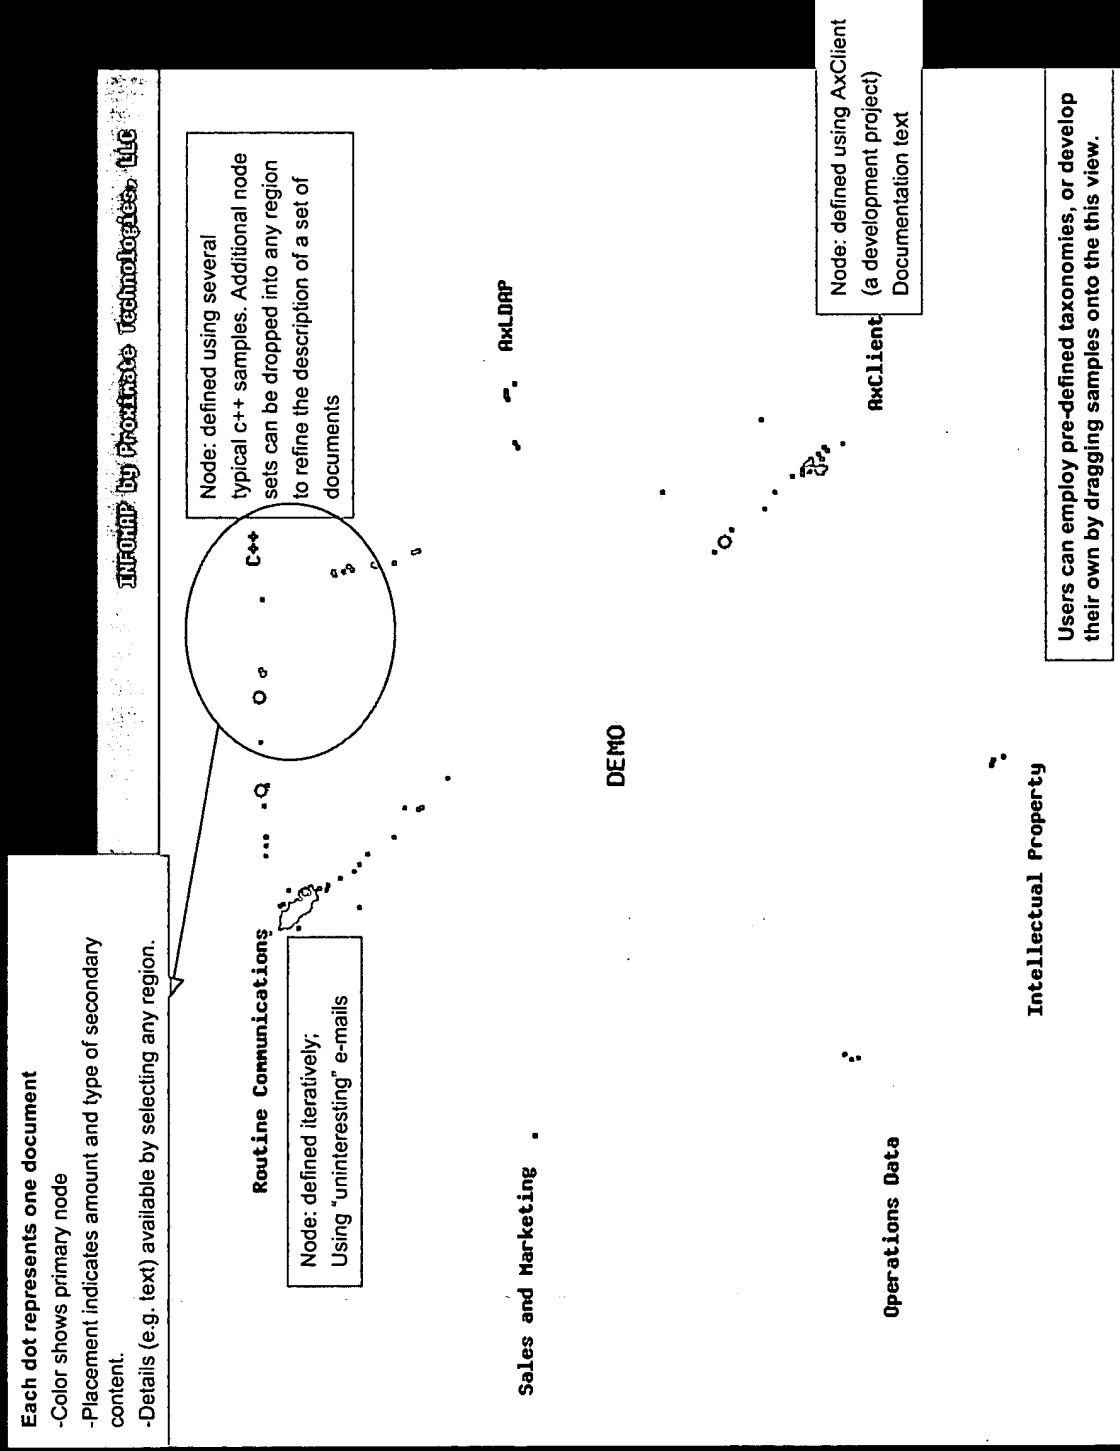 Each dot represents one document
-Color shows primary node
-Placement indicates amount and type of secondary
content.
-Details (e.g. text) available by selecting any region.
INFOMAP by Proximate Technologies, LLC
Node: defined using several
typical c++ samples. Additional node
sets can be dropped into any region
to refine the description of a set of
documents
Routine Communications
C++
Node: defined iteratively;
Using "uninteresting" e-mails
Sales and Marketing
AxLDAP
DEMO
Node: defined using AxClient
(a development project)
Documentation text
AxClient
Operations Data
Intellectual Property
Users can employ pre-defined taxonomies, or develop
their own by dragging samples onto the this view.